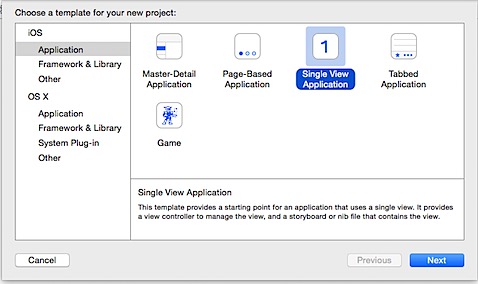 Choose a template for your new project:
iOS
Application
Framework & Library
Other
OS X
Application
Framework & Library
System Plug-in
Other
Master-Detail
Application
Page-Based
Application
1
Single View
Application
Tabbed
Application
Game
Single View Application
This template provides a starting point for an application that uses a single view. It provides
a view controller to manage the view, and a storyboard or nib file that contains the view.
Cancel
Previous
Next